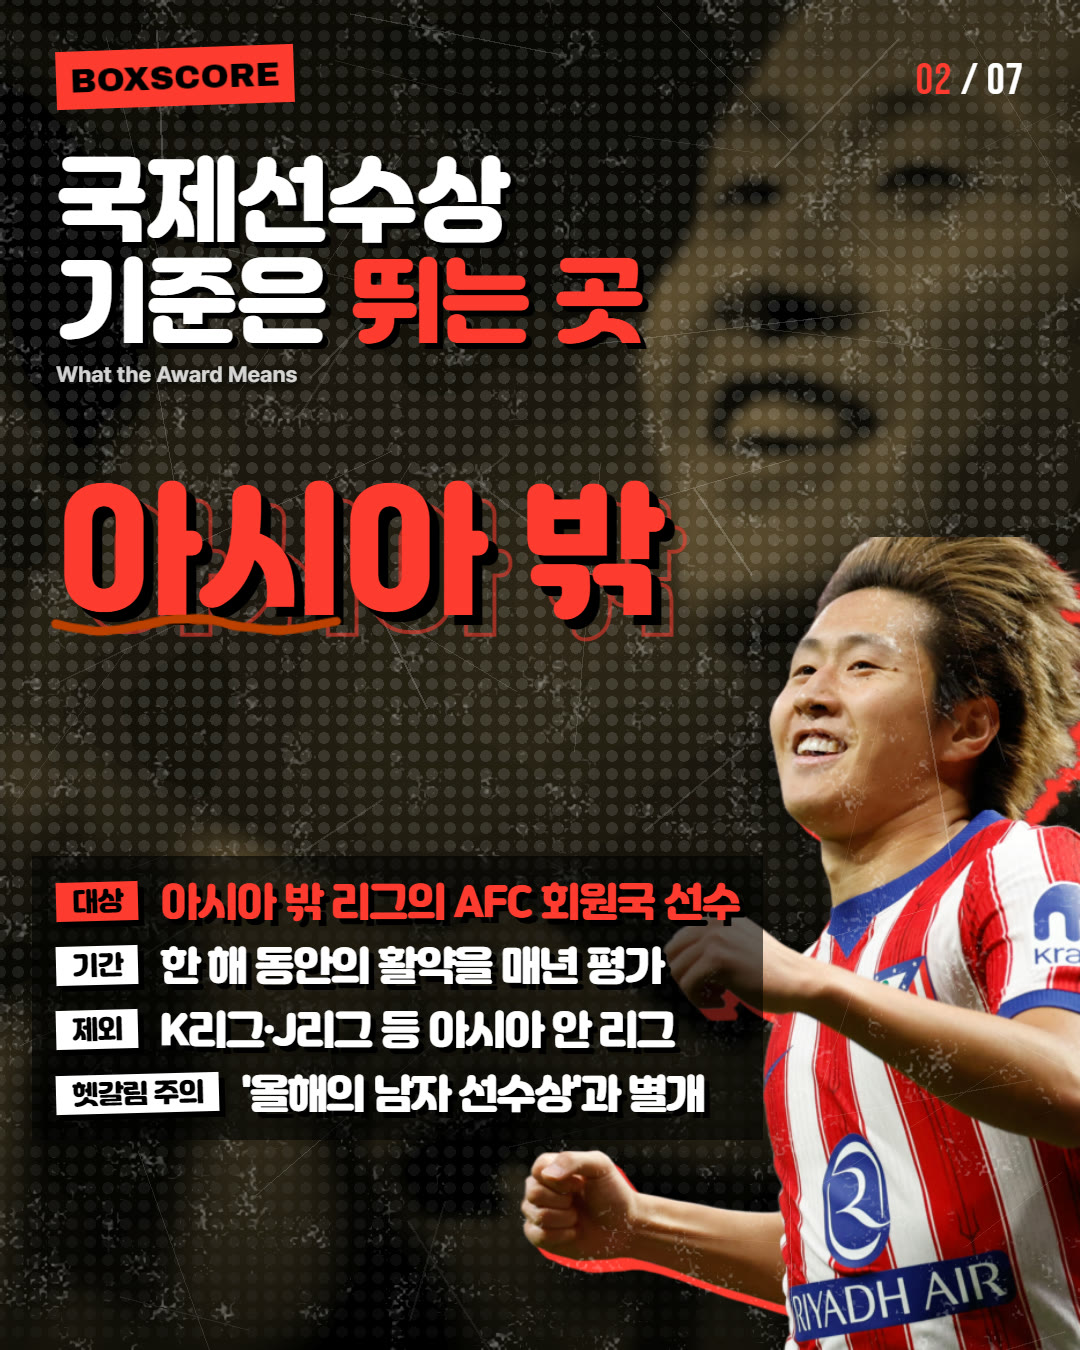 BOXSCORE
02 / 07
국제선수상
기준은 뛰는 곳
What the Award Means
아시아 밖
대상 아시아 밖 리그의 AFC 회원국 선수
기간 한 해 동안의 활약을 매년 평가
제외 K리그·J리그 등 아시아 안 리그
헷갈림 주의 '올해의 남자 선수상'과 별개
kra
RIYADH AIR